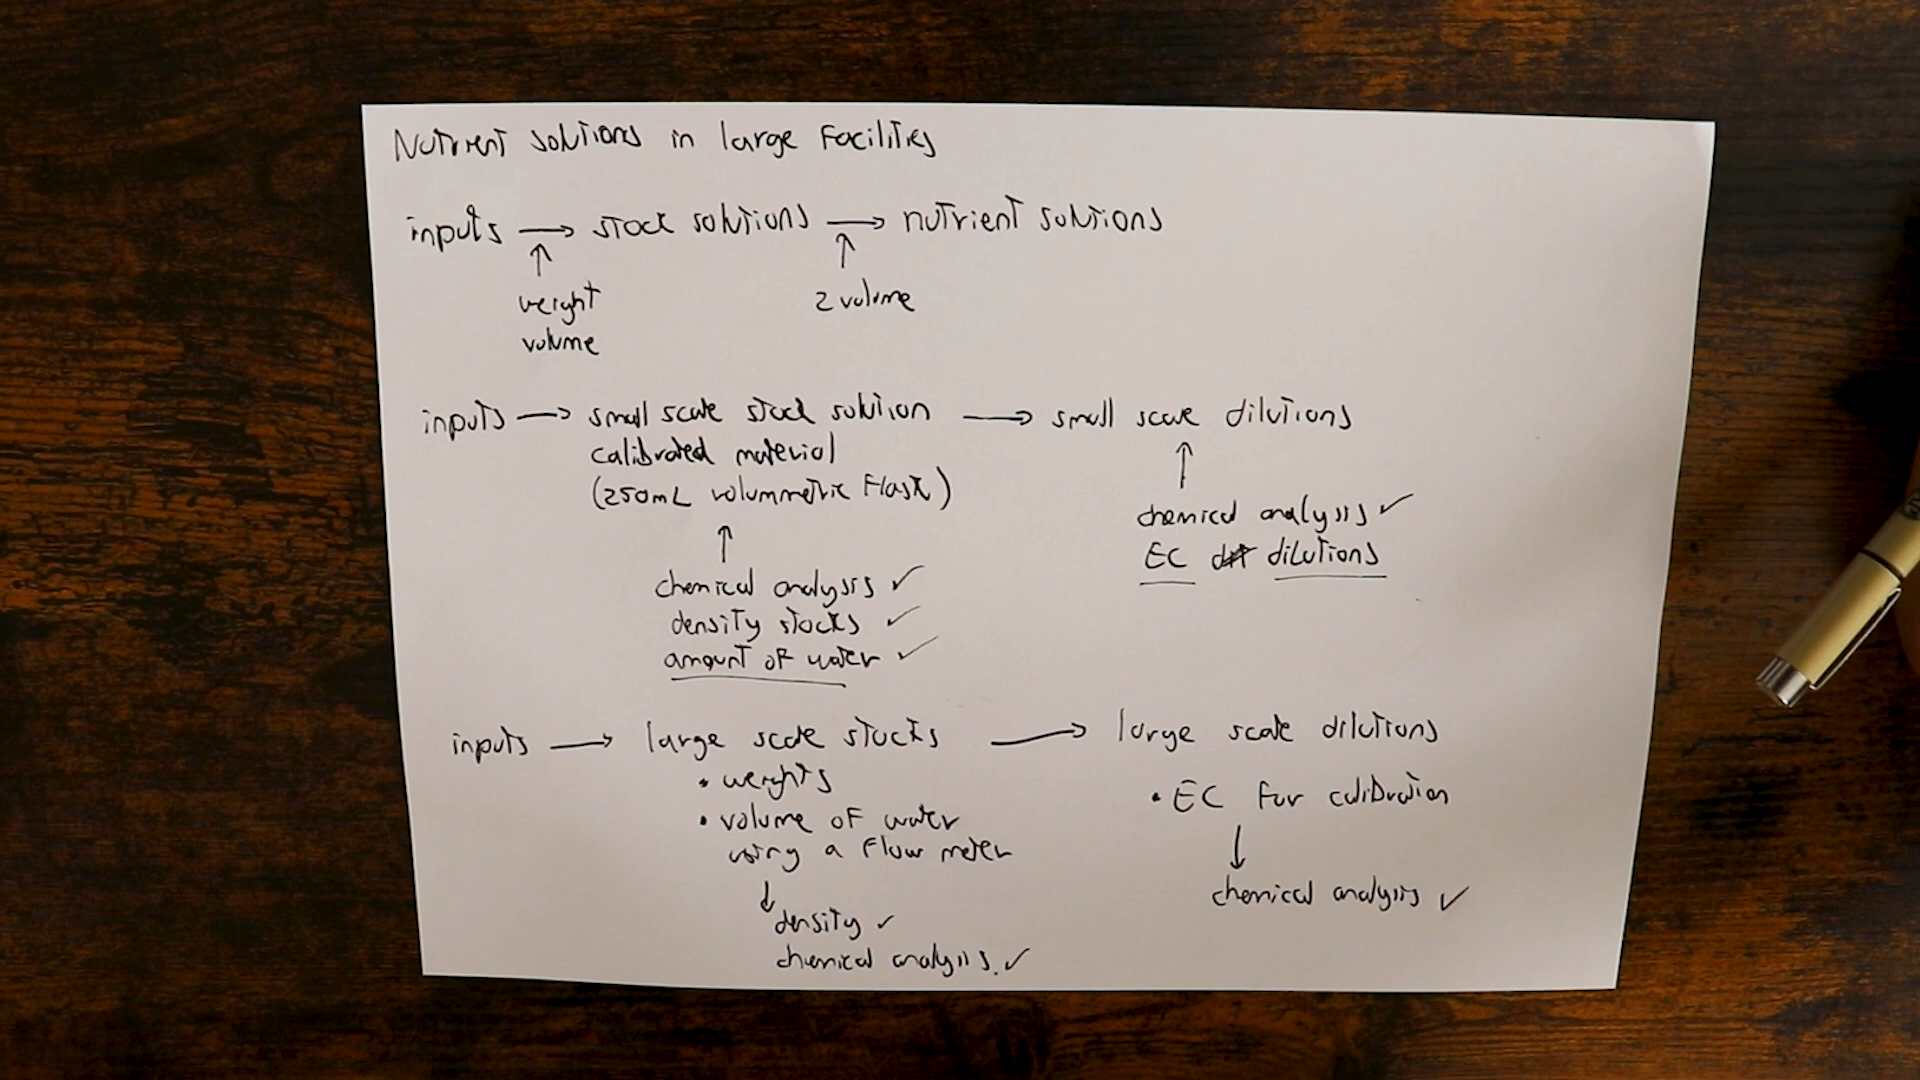 Nutrient solutions in large facilities
inputs → stock solutions → nutrient solutions
↑ ↑
weight 2 volume
volume
inputs → small scale stock solution → small scale dilutions
calibrated material
(250mL volummetric flask)
↑
chemical analysis ✓
EC dilutions
↑
chemical analysis ✓
density stocks ✓
amount of water ✓
inputs → large scale stocks → large scale dilutions
• weights
• volume of water
using a flow meter
↓
density ✓
chemical analysis. ✓
• EC for calibration
↓
chemical analysis ✓